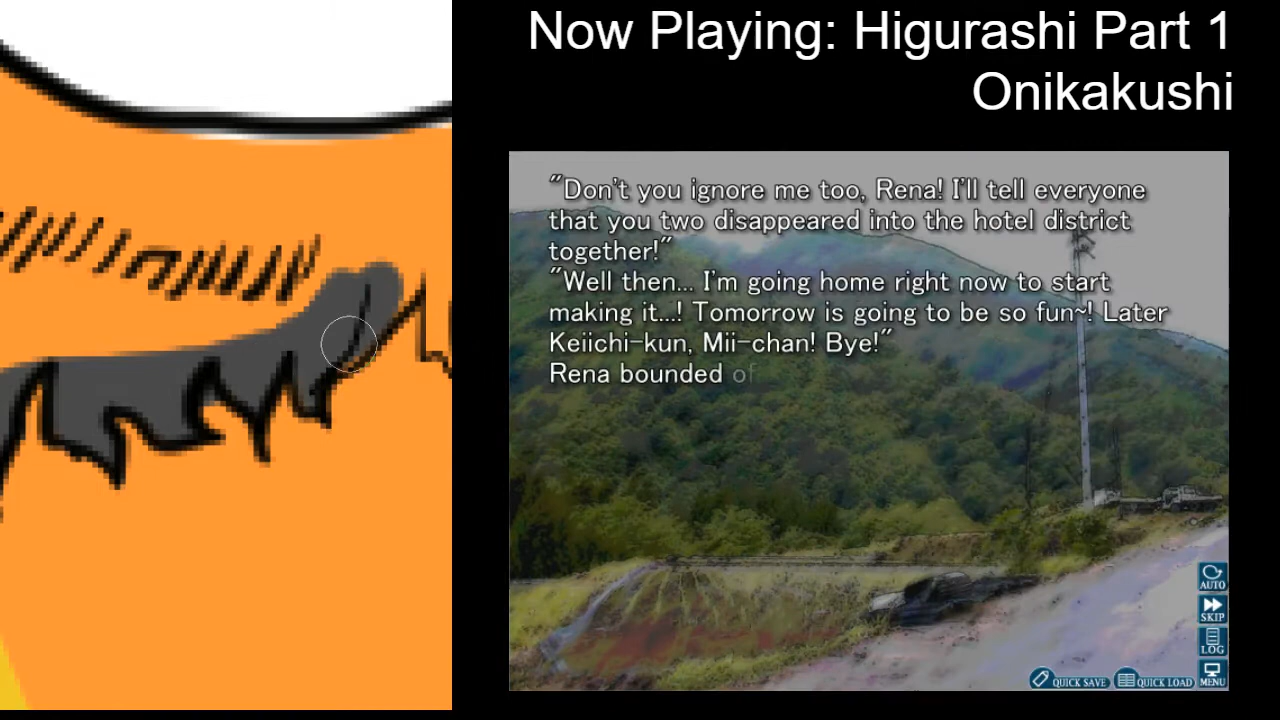 Now Playing: Higurashi Part 1
Onikakushi
"Don't you ignore me too, Rena! I'll tell everyone
that you two disappeared into the hotel district
together!"
"Well then... I'm going home right now to start
making it...! Tomorrow is going to be so fun~! Later
Keiichi-kun, Mii-chan! Bye!"
Rena bounded of
AUTO
SKIP
LOG
MENU
QUICK SAVE
QUICK LOAD